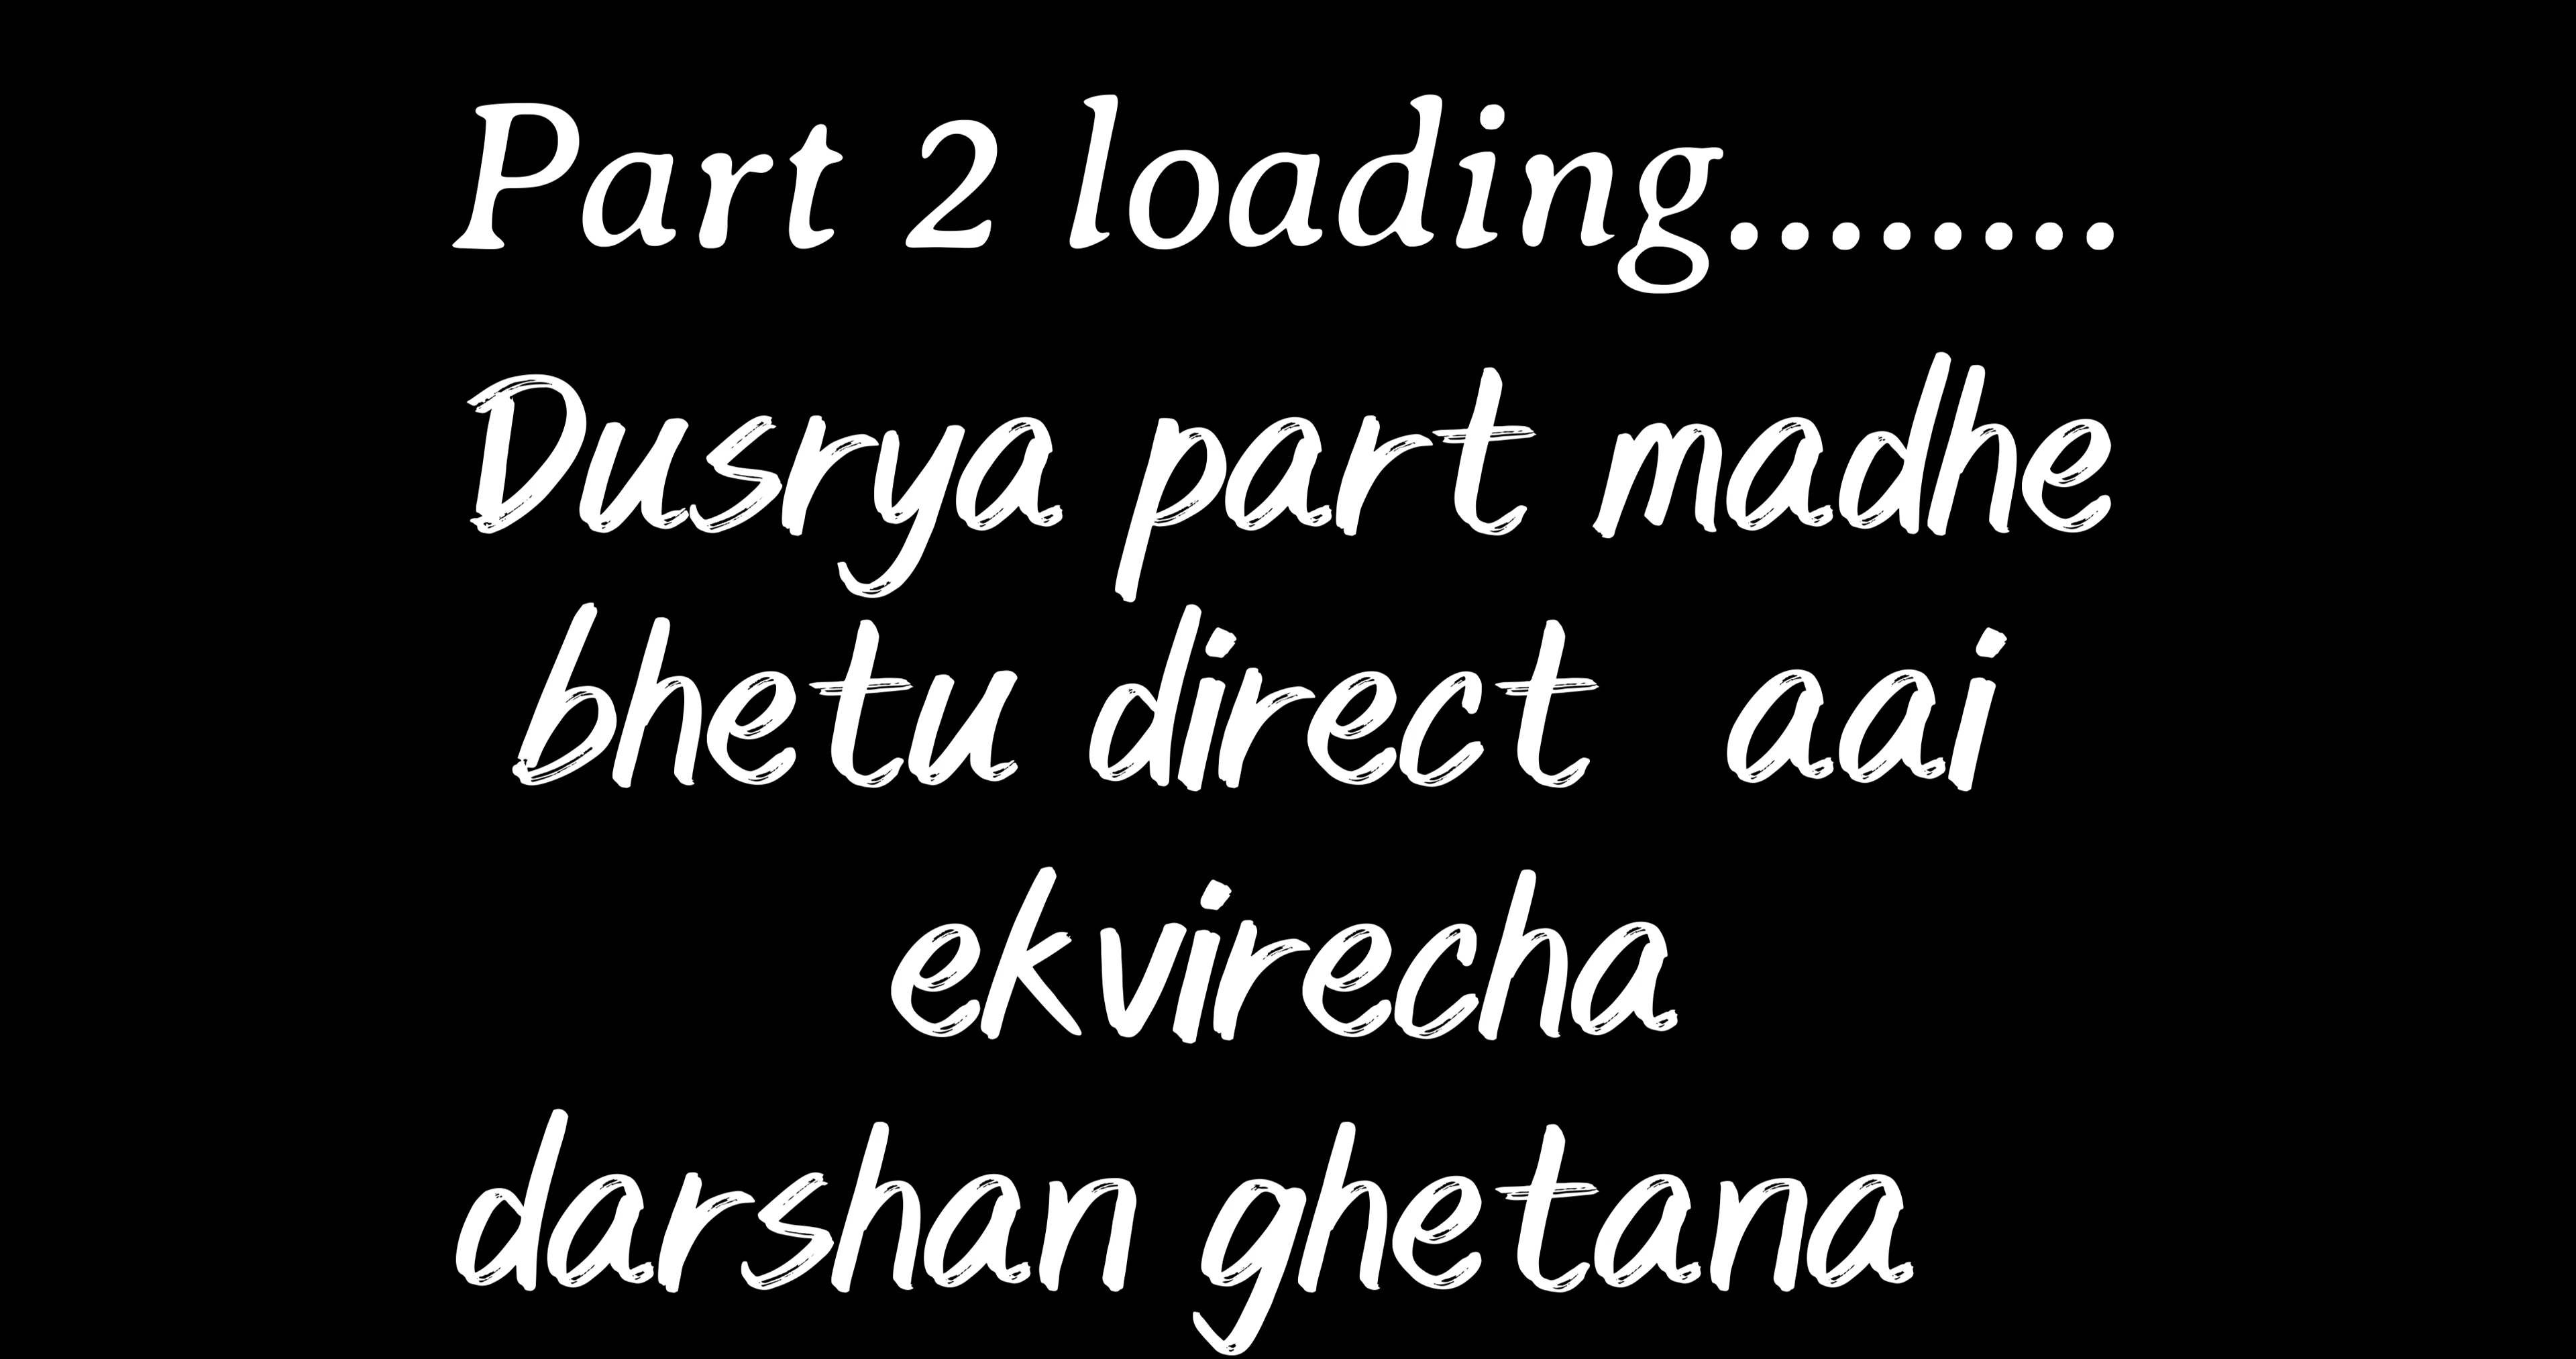 Part 2 loading........
Dusrya part madhe
bhetu direct  aai
ekvirecha
darshan ghetana